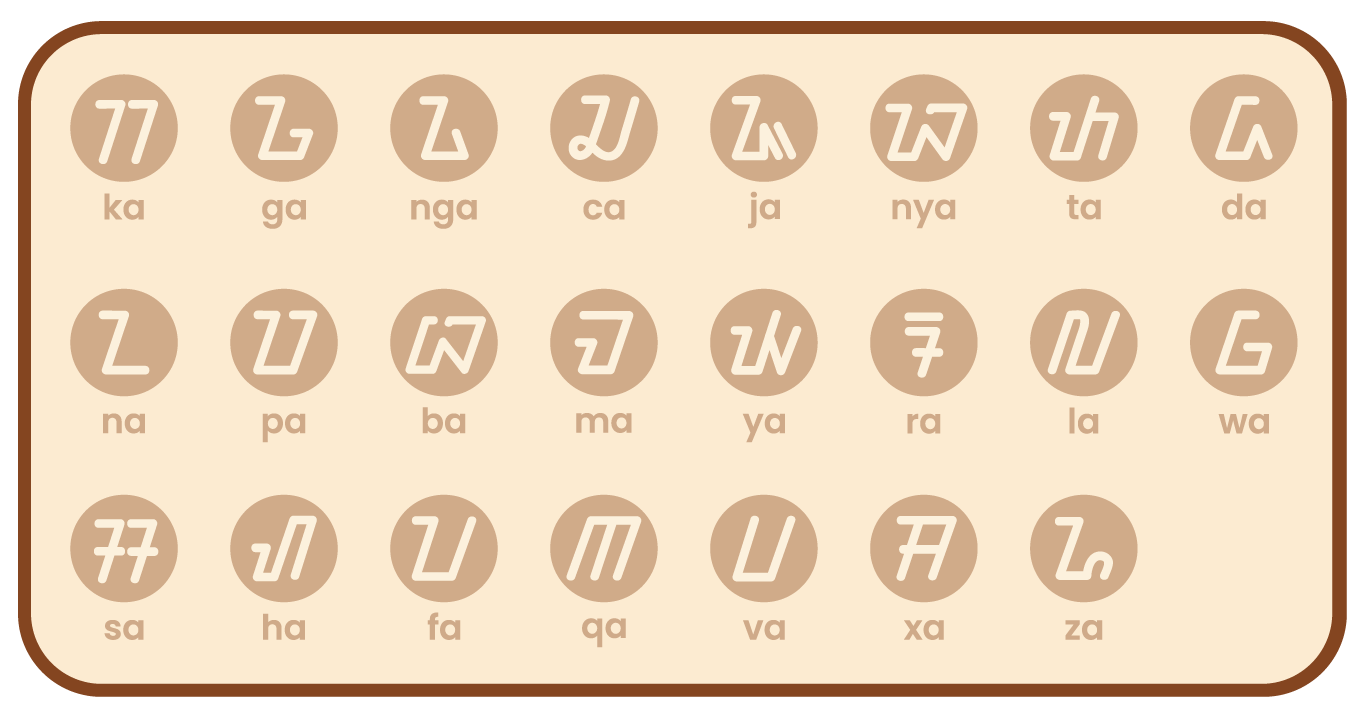 ᮊ ᮌ ᮍ ᮎ ᮏ ᮑ ᮒ ᮓ
ka ga nga ca ja nya ta da
ᮔ ᮕ ᮘ ᮙ ᮚ ᮛ ᮜ ᮝ
na pa ba ma ya ra la wa
ᮞ ᮠ ᮖ ᮋ ᮗ ᮟ ᮐ
sa ha fa qa va xa za